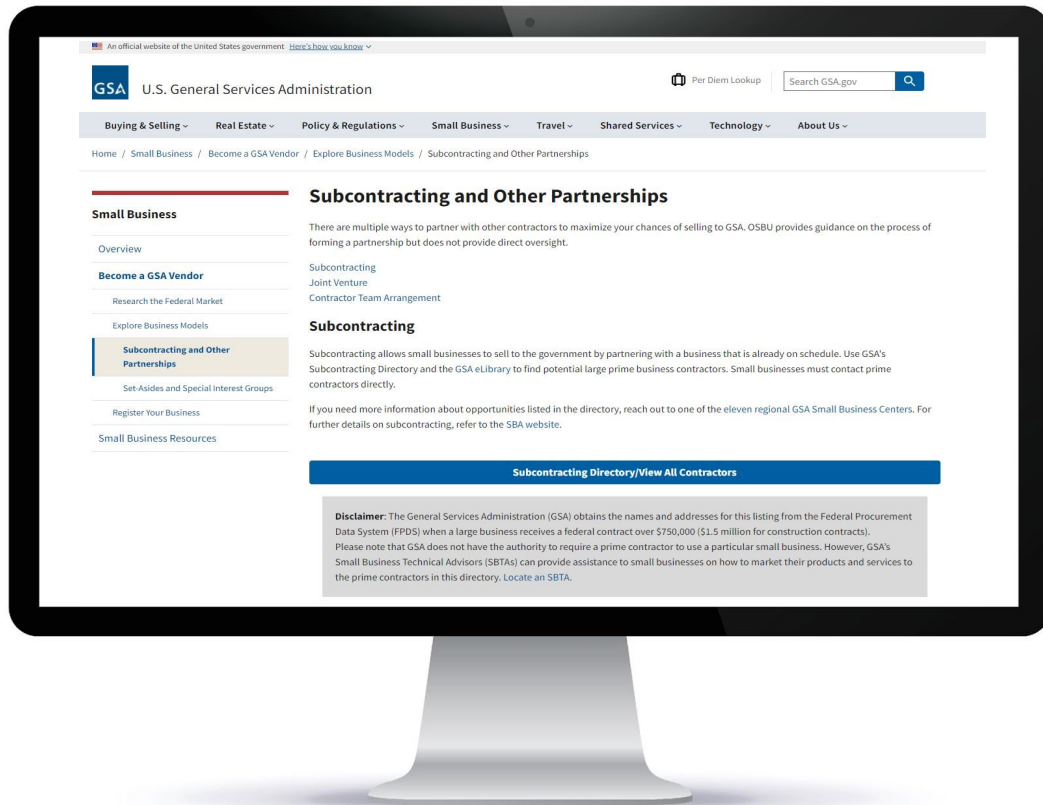 An official website of the United States government Here's how you know
GSA U.S. General Services Administration
Per Diem Lookup
Search GSA.gov
Buying & Selling Real Estate Policy & Regulations Small Business Travel Shared Services Technology About Us
Home / Small Business / Become a GSA Vendor / Explore Business Models / Subcontracting and Other Partnerships
Small Business
Overview
Become a GSA Vendor
Research the Federal Market
Explore Business Models
Subcontracting and Other
Partnerships
Set-Asides and Special Interest Groups
Register Your Business
Small Business Resources
Subcontracting and Other Partnerships
There are multiple ways to partner with other contractors to maximize your chances of selling to GSA. OSBU provides guidance on the process of
forming a partnership but does not provide direct oversight.
Subcontracting
Joint Venture
Contractor Team Arrangement
Subcontracting
Subcontracting allows small businesses to sell to the government by partnering with a business that is already on schedule. Use GSA's
Subcontracting Directory and the GSA eLibrary to find potential large prime business contractors. Small businesses must contact prime
contractors directly.
If you need more information about opportunities listed in the directory, reach out to one of the eleven regional GSA Small Business Centers. For
further details on subcontracting, refer to the SBA website.
Subcontracting Directory/View All Contractors
Disclaimer: The General Services Administration (GSA) obtains the names and addresses for this listing from the Federal Procurement
Data System (FPDS) when a large business receives a federal contract over $750,000 ($1.5 million for construction contracts).
Please note that GSA does not have the authority to require a prime contractor to use a particular small business. However, GSA's
Small Business Technical Advisors (SBTAs) can provide assistance to small businesses on how to market their products and services to
the prime contractors in this directory. Locate an SBTA.